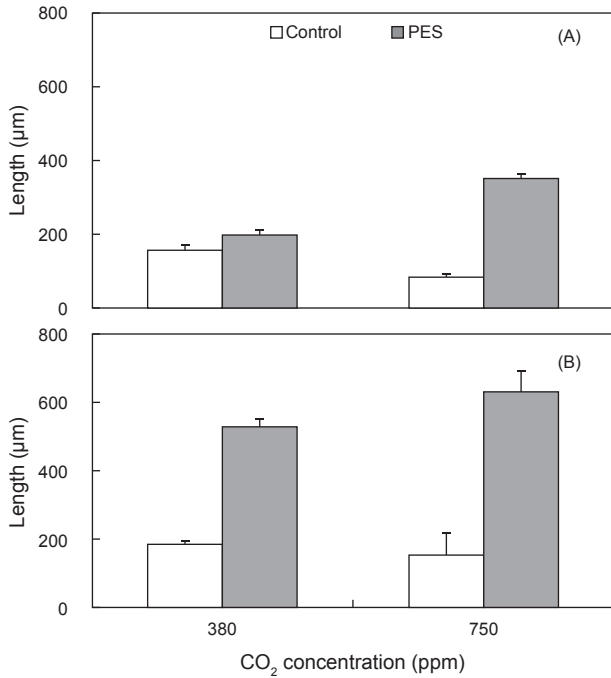 800
Control PES (A)
600
Length (µm)
400
200
0
800
(B)
600
Length (µm)
400
200
0
380 750
CO₂ concentration (ppm)